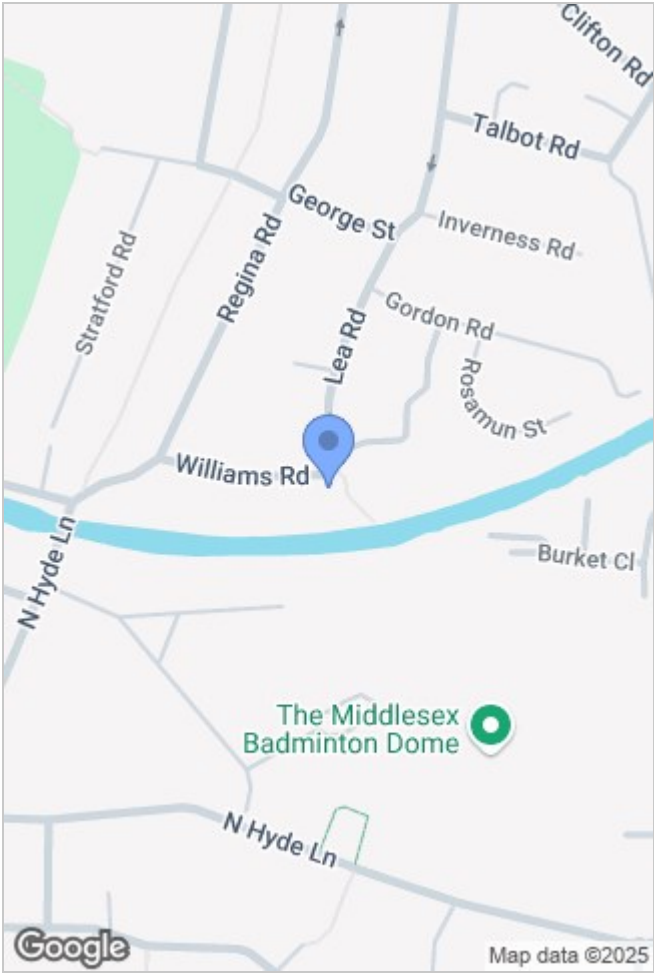 Clifton Rd
Talbot Rd
George St
Inverness Rd
Regina Rd
Stratford Rd
Gordon Rd
Lea Rd
Rosamun St
Williams Rd
N Hyde Ln
Burket Cl
The Middlesex
Badminton Dome
N Hyde Ln
Google
Map data ©2025